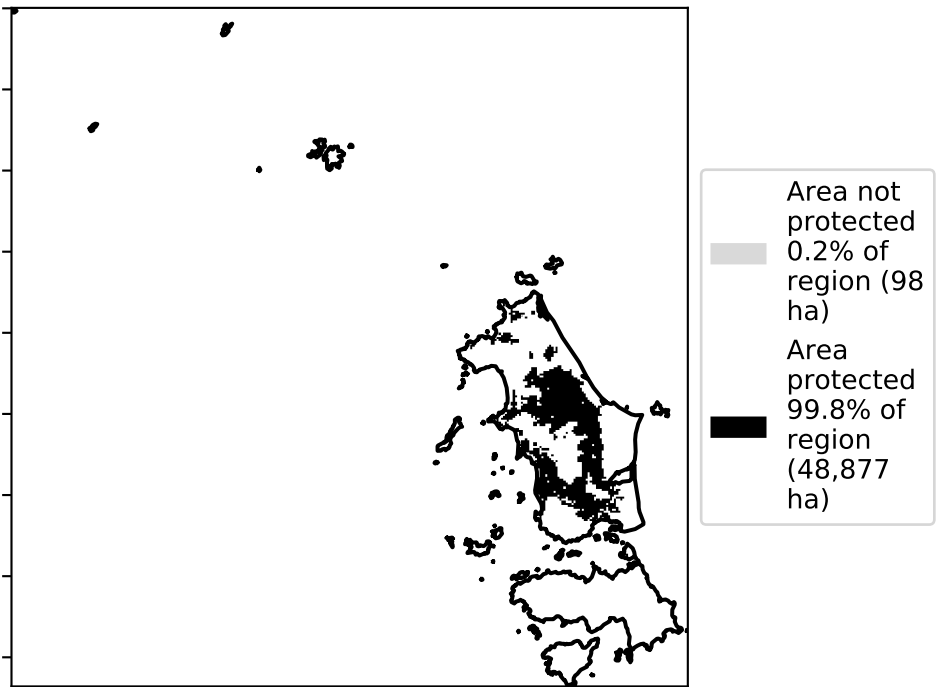 Area not
protected
0.2% of
region (98
ha)
Area
protected
99.8% of
region
(48,877
ha)